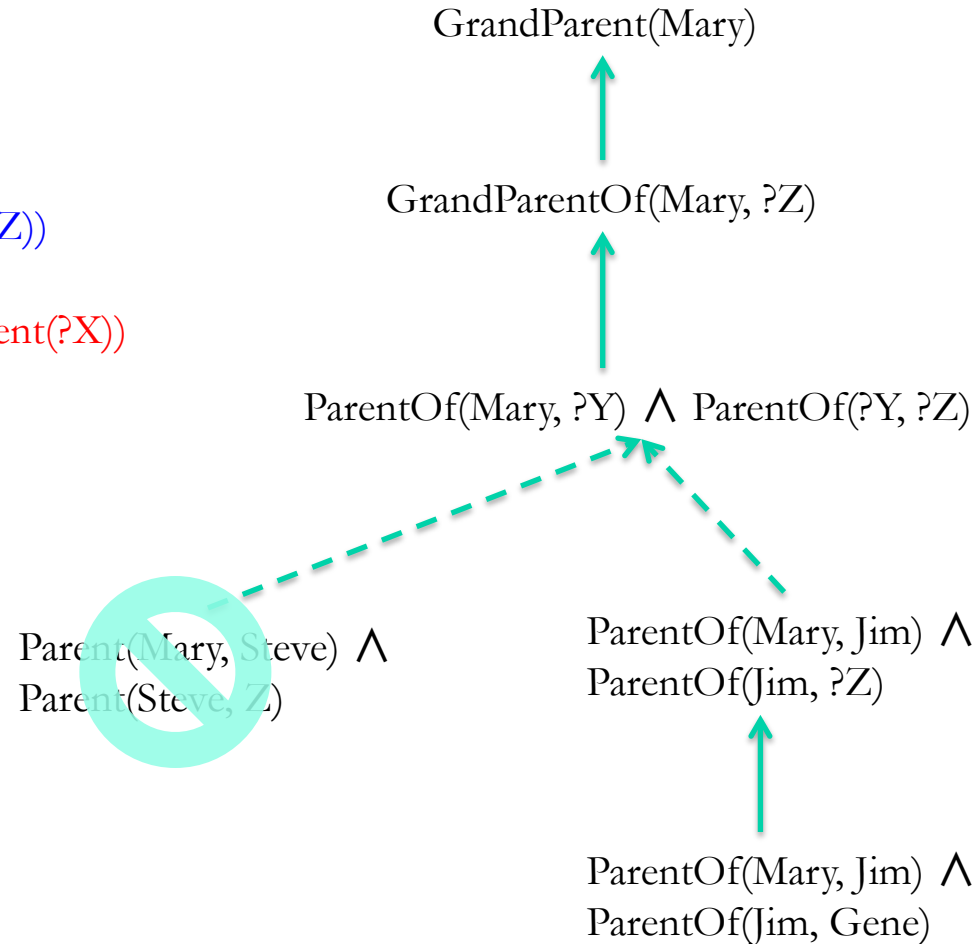 GrandParent(Mary)
GrandParentOf(Mary, ?Z)
Z))
ent(?X))
ParentOf(Mary, ?Y) ∧ ParentOf(?Y, ?Z)
Parent(Mary, Steve) ∧
Parent(Steve, Z)
ParentOf(Mary, Jim) ∧
ParentOf(Jim, ?Z)
ParentOf(Mary, Jim) ∧
ParentOf(Jim, Gene)